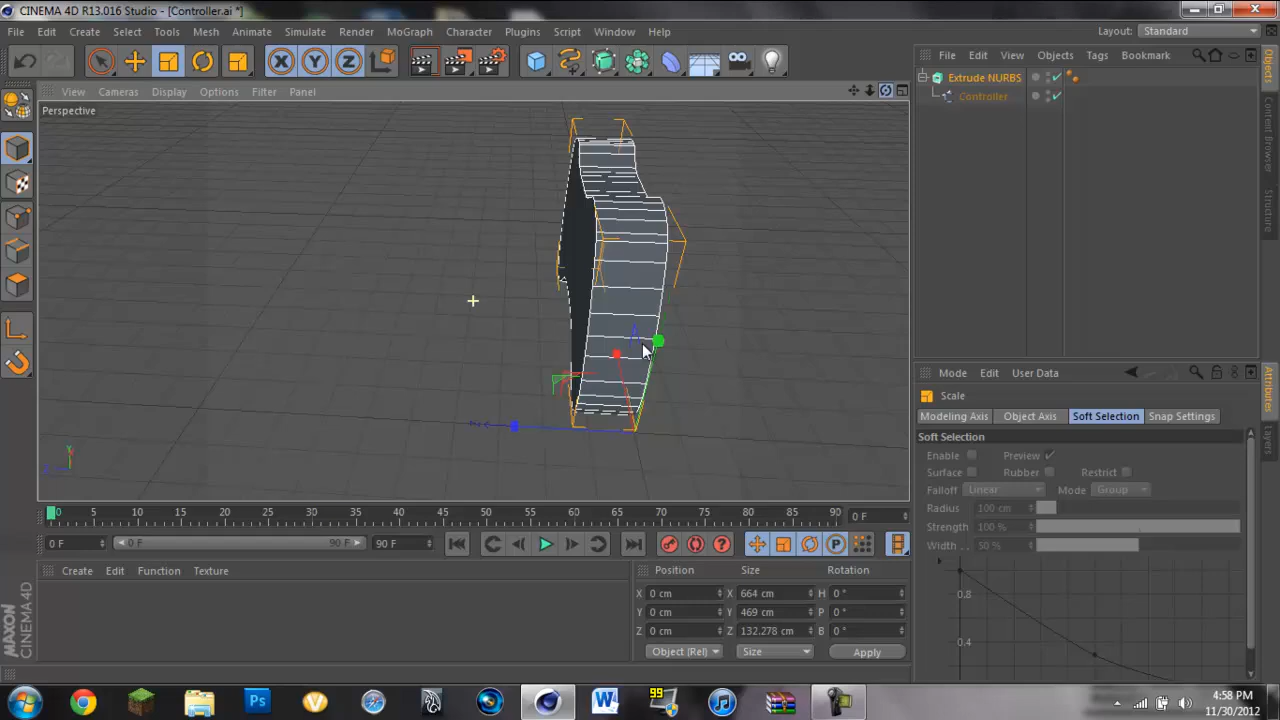 CINEMA 4D R13.016 Studio - [Controller.ai *]
File Edit Create Select Tools Mesh Animate Simulate Render MoGraph Character Plugins Script Window Help
Layout: Standard
X Y Z
File Edit View Objects Tags Bookmark
View Cameras Display Options Filter Panel
Perspective
Extrude NURBS
Controller
Objects
Content Browser
Structure
Mode Edit User Data
Scale
Modeling Axis Object Axis Soft Selection Snap Settings
Soft Selection
Enable Preview
Surface Rubber Restrict
Falloff Linear Mode Group
Radius 100 cm
Strength 100 %
Width . . 50 %
0.8
0.4
Attributes
Layers
Y
0 5 10 15 20 25 30 35 40 45 50 55 60 65 70 75 80 85 90 0 F
0 F 0 F 90 F 90 F
Create Edit Function Texture
Position Size Rotation
X 0 cm X 664 cm H 0 °
Y 0 cm Y 469 cm P 0 °
Z 0 cm Z 132.278 cm B 0 °
Object (Rel) Size Apply
MAXON
CINEMA 4D
99
4:58 PM
11/30/2012